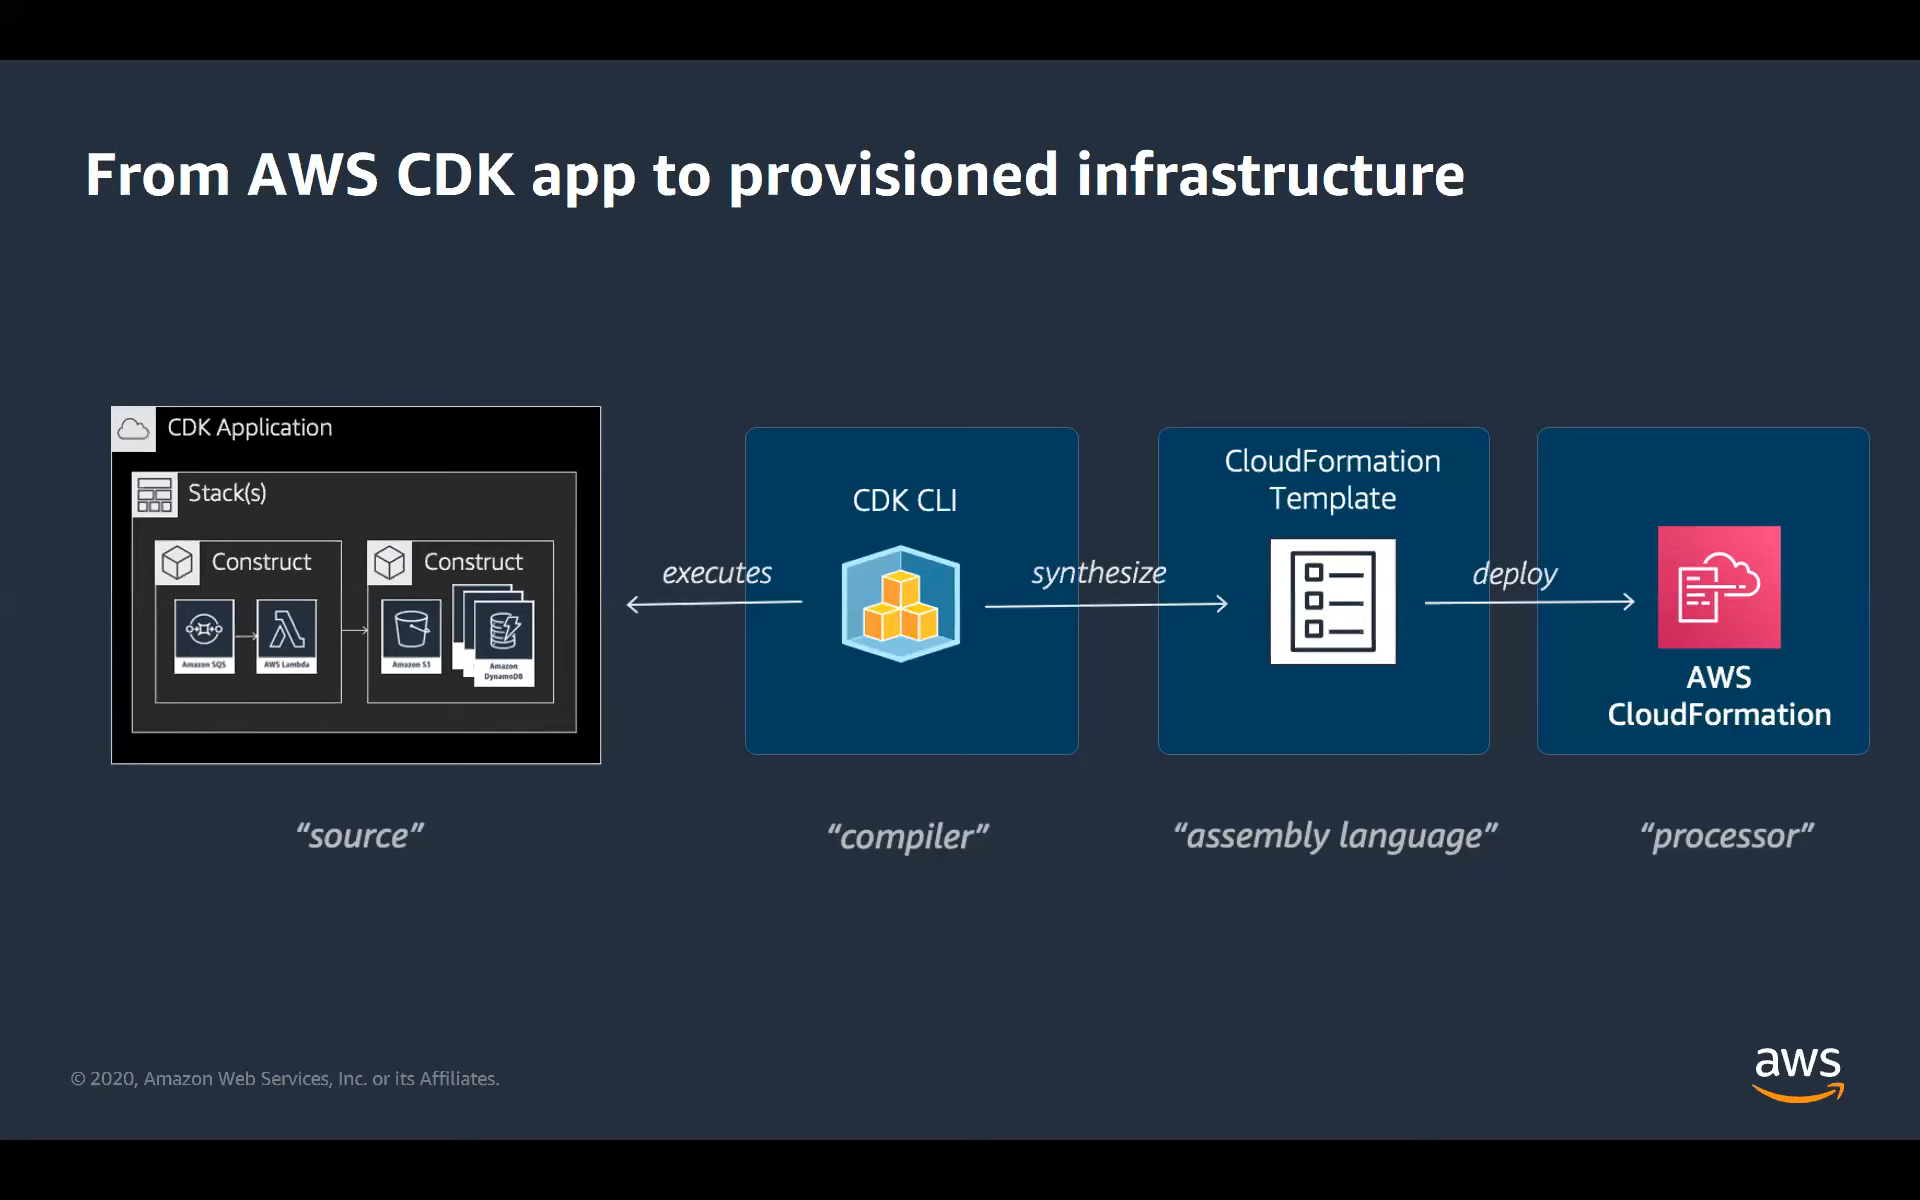 From AWS CDK app to provisioned infrastructure
CDK Application
Stack(s)
Construct
Amazon SQS
AWS Lambda
Construct
Amazon S3
Amazon
DynamoDB
executes
CDK CLI
synthesize
CloudFormation
Template
deploy
AWS
CloudFormation
“source”
“compiler”
“assembly language”
“processor”
© 2020, Amazon Web Services, Inc. or its Affiliates.
aws